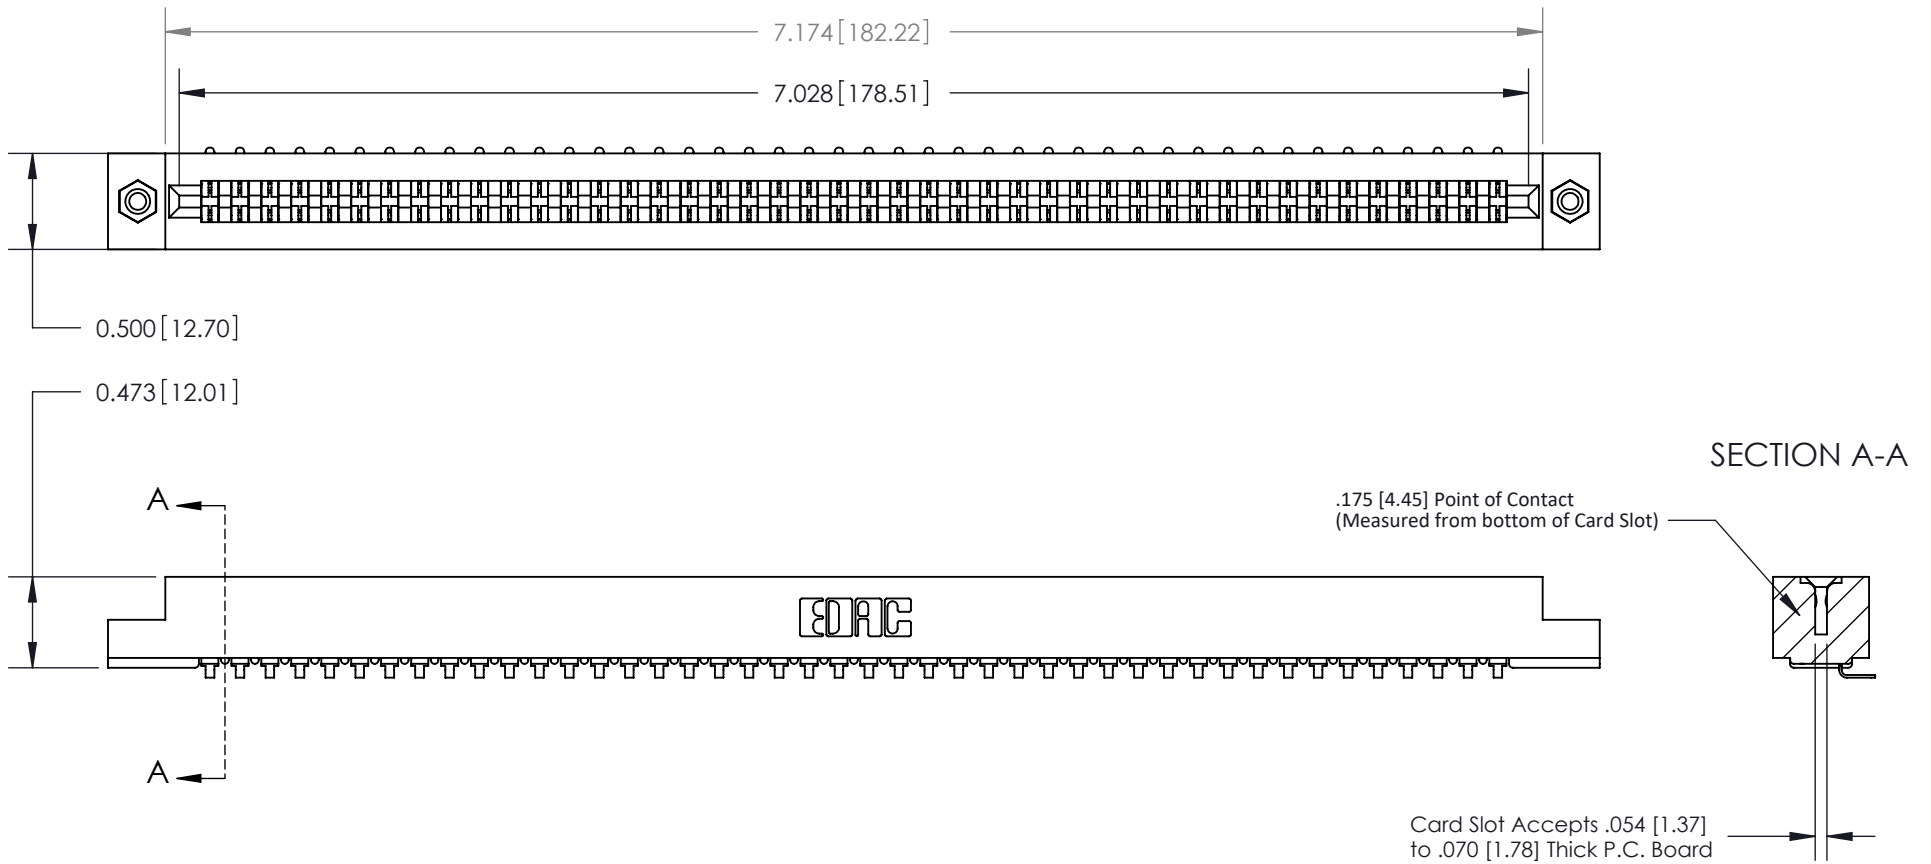 7.174[182.22]
7.028[178.51]
0.500[12.70]
0.473[12.01]
SECTION A-A
A
.175 [4.45] Point of Contact
(Measured from bottom of Card Slot)
EDAC
A
Card Slot Accepts .054 [1.37]
to .070 [1.78] Thick P.C. Board